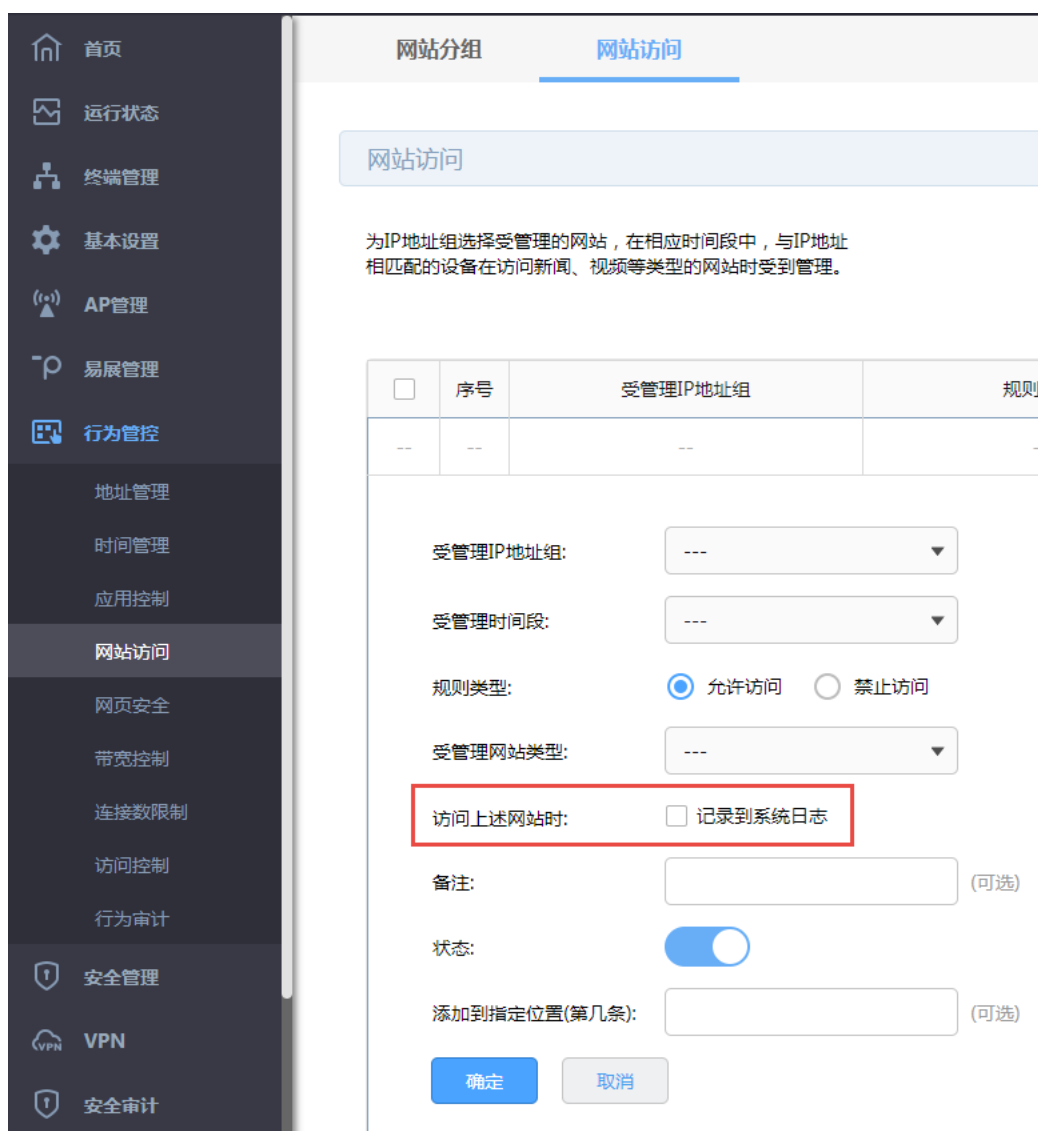 首页
运行状态
终端管理
基本设置
AP管理
易展管理
行为管控
地址管理
时间管理
应用控制
网站访问
网页安全
带宽控制
连接数限制
访问控制
行为审计
安全管理
VPN
VPN
安全审计
网站分组 网站访问
网站访问
为IP地址组选择受管理的网站，在相应时间段中，与IP地址
相匹配的设备在访问新闻、视频等类型的网站时受到管理。
序号 受管理IP地址组 规则
-- -- -- -
受管理IP地址组: ---
受管理时间段: ---
规则类型: 允许访问 禁止访问
受管理网站类型: ---
访问上述网站时: 记录到系统日志
备注: (可选)
状态:
添加到指定位置(第几条): (可选)
确定 取消